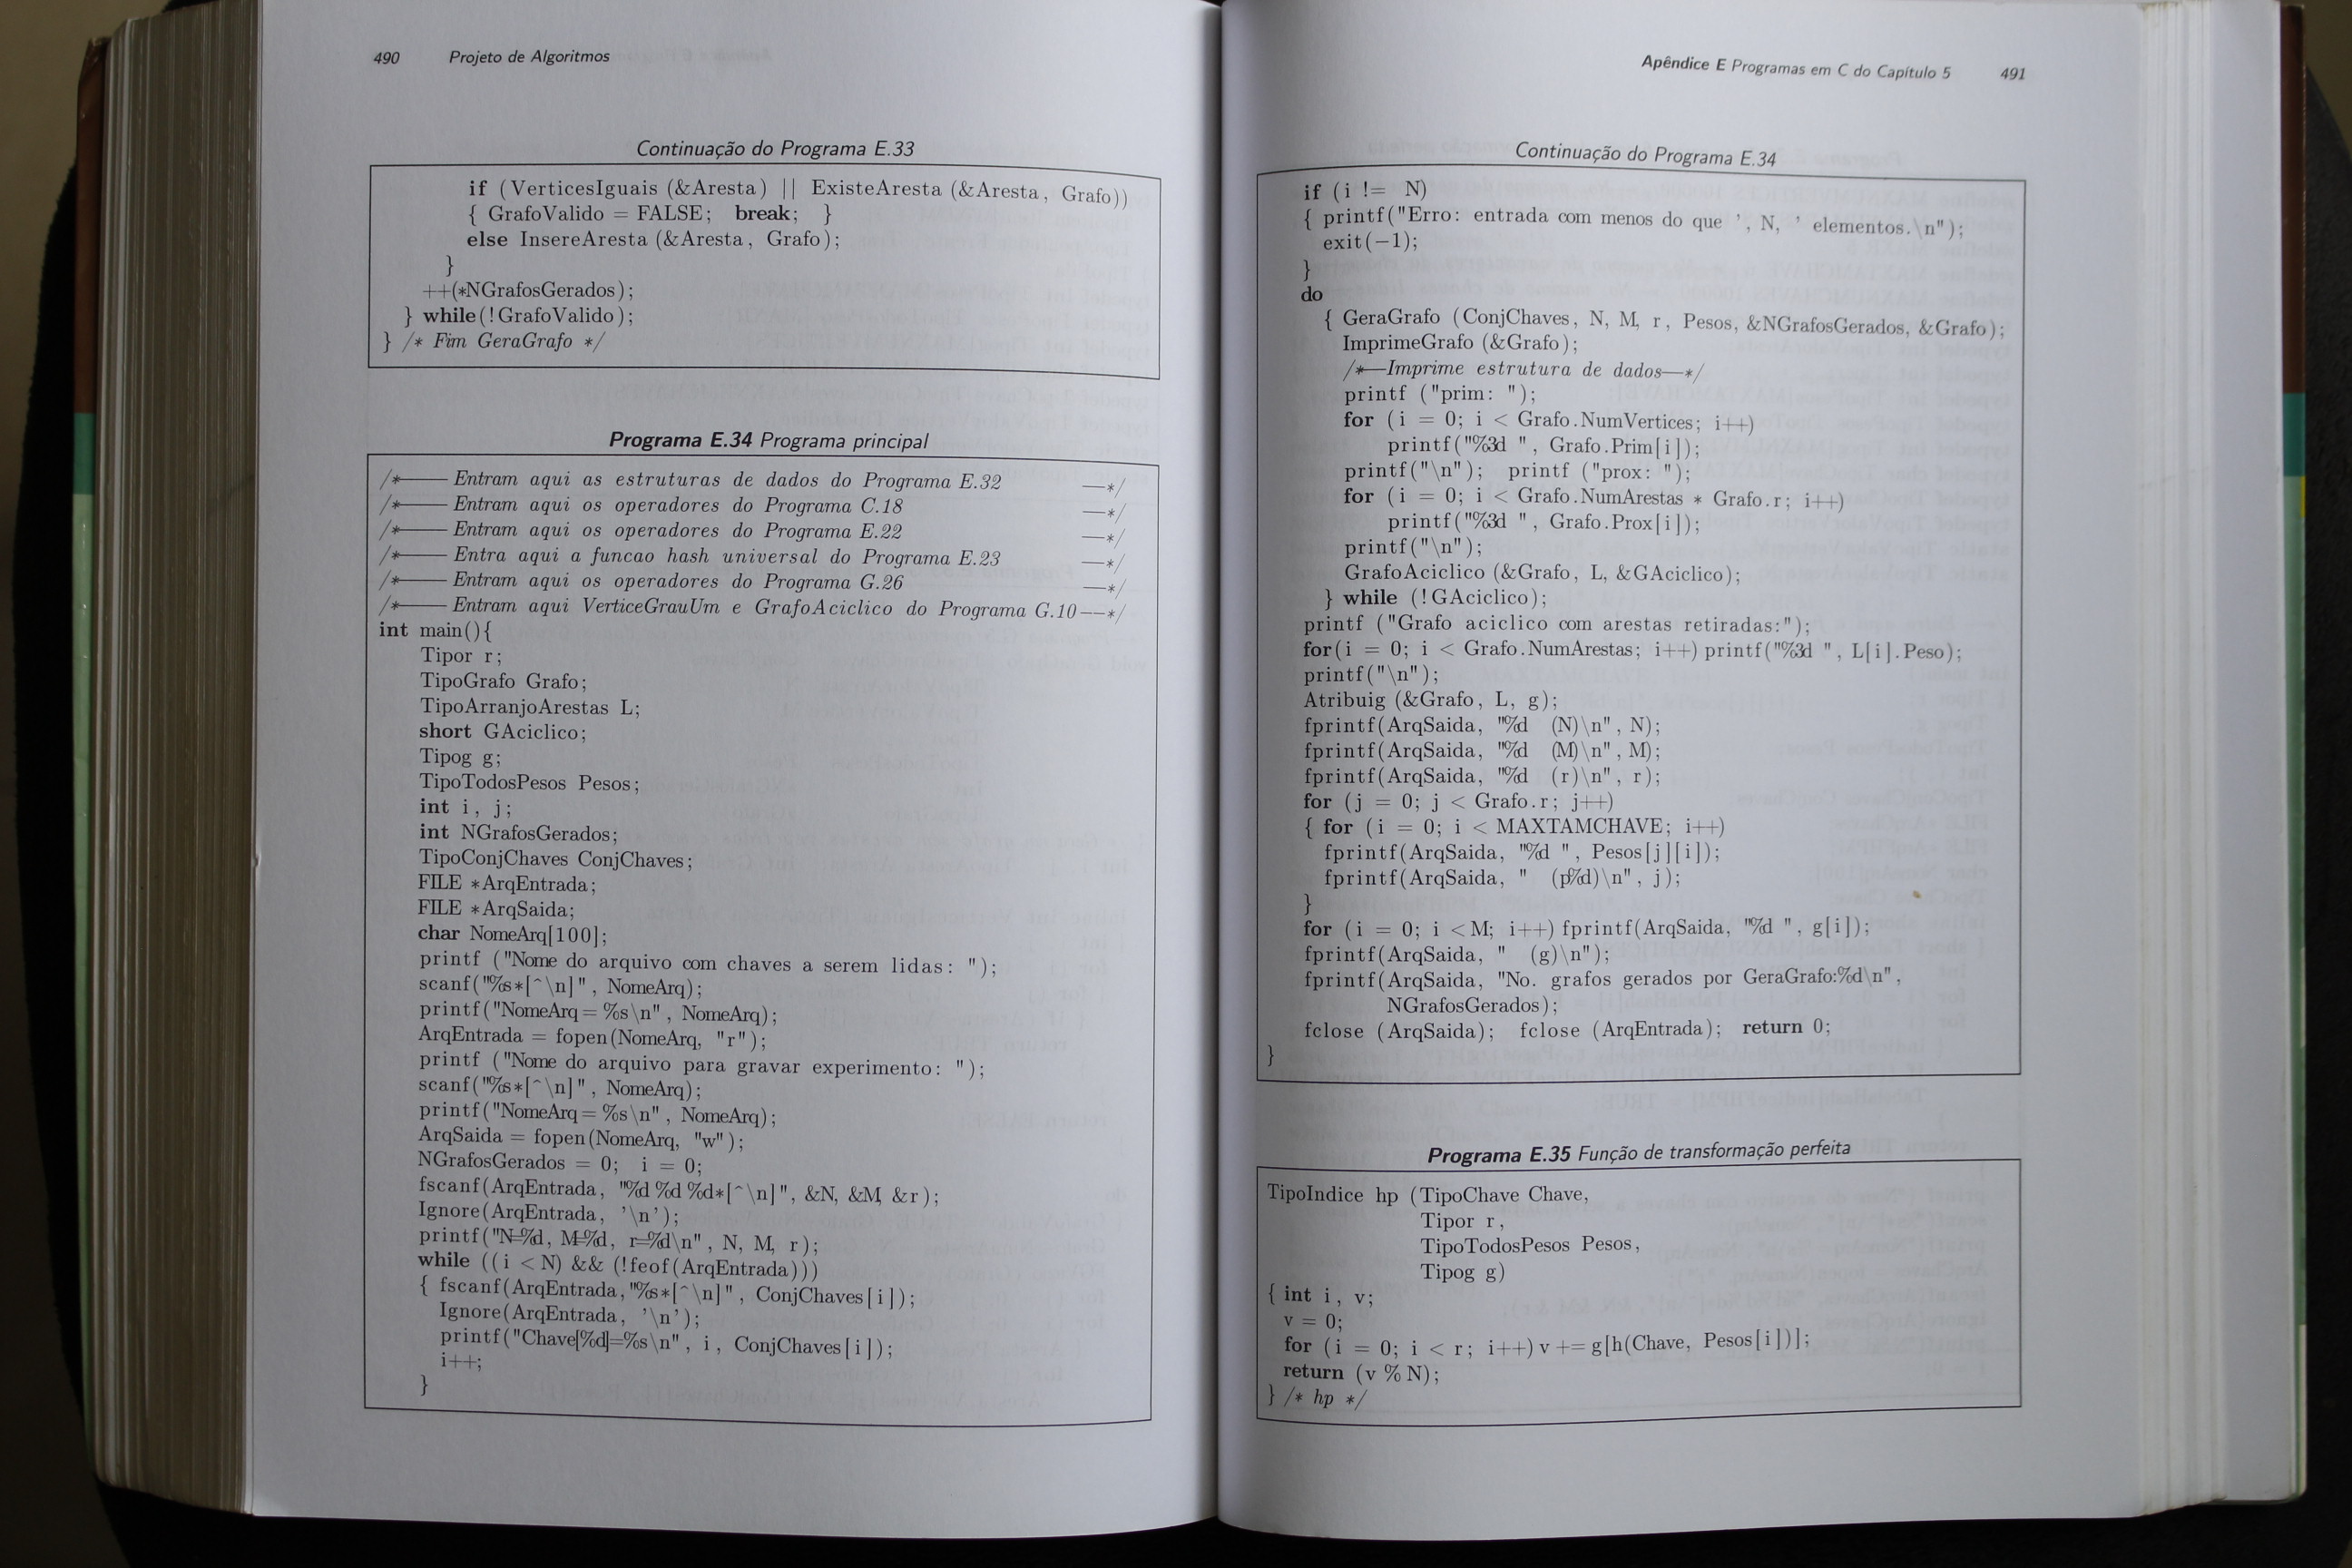 490 Projeto de Algoritmos
Continuação do Programa E.33
if (VerticesIguais (&Aresta) || ExisteAresta (&Aresta, Grafo))
{ GrafoValido = FALSE; break; }
else InsereAresta (&Aresta, Grafo);
}
++(*NGrafosGerados);
} while(!GrafoValido);
} /* Fim GeraGrafo */
Programa E.34 Programa principal
/*—— Entram aqui as estruturas de dados do Programa E.32 —*/
/*—— Entram aqui os operadores do Programa C.18 —*/
/*—— Entram aqui os operadores do Programa E.22 —*/
/*—— Entra aqui a funcao hash universal do Programa E.23 —*/
/*—— Entram aqui os operadores do Programa G.26 —*/
/*—— Entram aqui VerticeGrauUm e GrafoAciclico do Programa G.10—*/
int main(){
Tipor r;
TipoGrafo Grafo;
TipoArranjoArestas L;
short GAciclico;
Tipog g;
TipoTodosPesos Pesos;
int i, j;
int NGrafosGerados;
TipoConjChaves ConjChaves;
FILE *ArqEntrada;
FILE *ArqSaida;
char NomeArq[100];
printf ("Nome do arquivo com chaves a serem lidas: ");
scanf("%s*[^\n]", NomeArq);
printf("NomeArq = %s\n", NomeArq);
ArqEntrada = fopen(NomeArq, "r");
printf ("Nome do arquivo para gravar experimento: ");
scanf("%s*[^\n]", NomeArq);
printf("NomeArq = %s\n", NomeArq);
ArqSaida = fopen(NomeArq, "w");
NGrafosGerados = 0; i = 0;
fscanf(ArqEntrada, "%d %d %d*[^\n]", &N, &M, &r);
Ignore(ArqEntrada, '\n');
printf("N=%d, M=%d, r=%d\n", N, M, r);
while ((i < N) && (!feof(ArqEntrada)))
{ fscanf(ArqEntrada, "%s*[^\n]", ConjChaves[i]);
Ignore(ArqEntrada, '\n');
printf("Chave[%d]=%s\n", i, ConjChaves[i]);
i++;
}
Apêndice E Programas em C do Capítulo 5 491
Continuação do Programa E.34
if (i != N)
{ printf("Erro: entrada com menos do que ', N, ' elementos.\n");
exit(-1);
}
do
{ GeraGrafo (ConjChaves, N, M, r, Pesos, &NGrafosGerados, &Grafo);
ImprimeGrafo (&Grafo);
/*—Imprime estrutura de dados—*/
printf ("prim: ");
for (i = 0; i < Grafo.NumVertices; i++)
printf("%3d ", Grafo.Prim[i]);
printf("\n"); printf ("prox: ");
for (i = 0; i < Grafo.NumArestas * Grafo.r; i++)
printf("%3d ", Grafo.Prox[i]);
printf("\n");
GrafoAciclico (&Grafo, L, &GAciclico);
} while (!GAciclico);
printf ("Grafo aciclico com arestas retiradas:");
for(i = 0; i < Grafo.NumArestas; i++) printf("%3d ", L[i].Peso);
printf("\n");
Atribuig (&Grafo, L, g);
fprintf(ArqSaida, "%d (N)\n", N);
fprintf(ArqSaida, "%d (M)\n", M);
fprintf(ArqSaida, "%d (r)\n", r);
for (j = 0; j < Grafo.r; j++)
{ for (i = 0; i < MAXTAMCHAVE; i++)
fprintf(ArqSaida, "%d ", Pesos[j][i]);
fprintf(ArqSaida, " (p%d)\n", j);
}
for (i = 0; i < M; i++) fprintf(ArqSaida, "%d ", g[i]);
fprintf(ArqSaida, " (g)\n");
fprintf(ArqSaida, "No. grafos gerados por GeraGrafo:%d\n",
NGrafosGerados);
fclose (ArqSaida); fclose (ArqEntrada); return 0;
}
Programa E.35 Função de transformação perfeita
TipoIndice hp (TipoChave Chave,
Tipor r,
TipoTodosPesos Pesos,
Tipog g)
{ int i, v;
v = 0;
for (i = 0; i < r; i++) v += g[h(Chave, Pesos[i])];
return (v % N);
} /* hp */